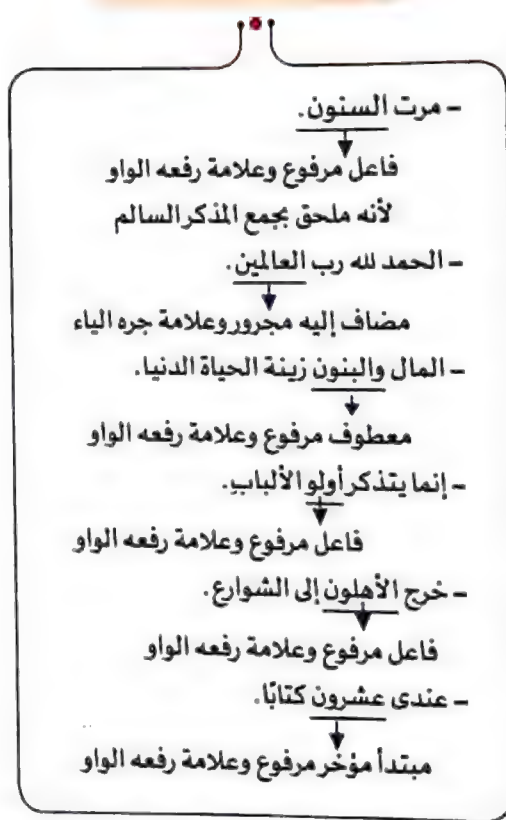 - مرت السنون.
فاعل مرفوع وعلامة رفعه الواو
لأنه ملحق بجمع المذكر السالم
- الحمد لله رب العالمين.
مضاف إليه مجرور وعلامة جره الياء
- المال والبنون زينة الحياة الدنيا.
معطوف مرفوع وعلامة رفعه الواو
- إنما يتذكر أولو الألباب.
فاعل مرفوع وعلامة رفعه الواو
- خرج الأهلون إلى الشوارع.
فاعل مرفوع وعلامة رفعه الواو
- عندى عشرون كتابًا.
مبتدأ مؤخر مرفوع وعلامة رفعه الواو